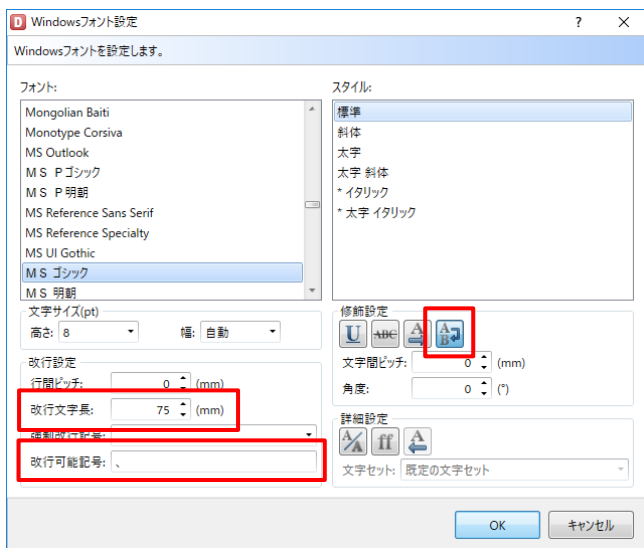 D Windowsフォント設定 ? ×
Windowsフォントを設定します。
フォント:
Mongolian Baiti
Monotype Corsiva
MS Outlook
ＭＳ Ｐゴシック
ＭＳ Ｐ明朝
MS Reference Sans Serif
MS Reference Specialty
MS UI Gothic
ＭＳ ゴシック
ＭＳ 明朝
スタイル:
標準
斜体
太字
太字 斜体
* イタリック
* 太字 イタリック
文字サイズ(pt)
高さ: 8 幅: 自動
改行設定
行間ピッチ: 0 (mm)
改行文字長: 75 (mm)
強制改行記号:
改行可能記号: 、
修飾設定
U ABC A A B
文字間ピッチ: 0 (mm)
角度: 0 (°)
詳細設定
A/A ff A
文字セット: 既定の文字セット
OK キャンセル